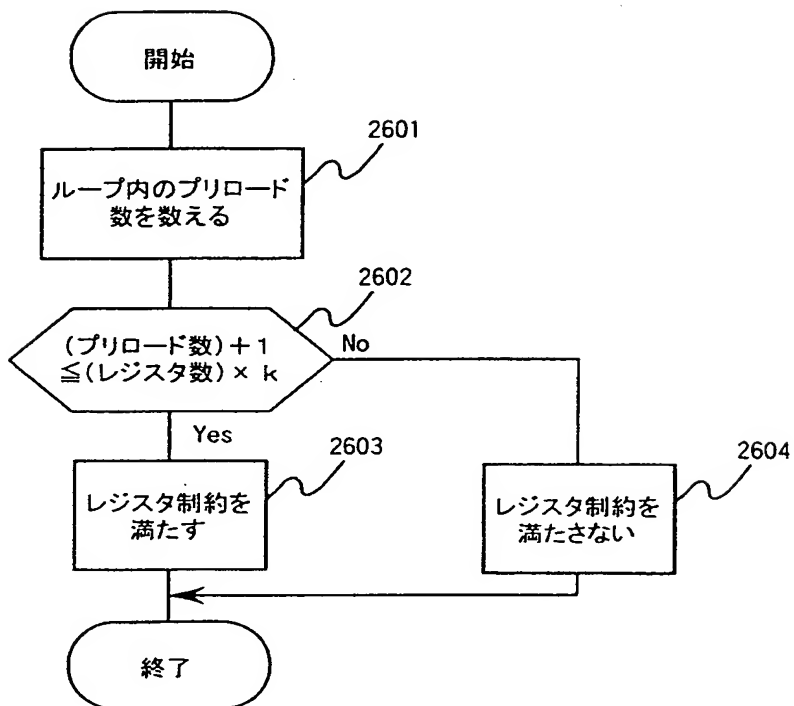 開始
2601
ループ内のプリロード
数を数える
2602
(プリロード数)+1
≦(レジスタ数)× k
No
Yes
2603
レジスタ制約を
満たす
2604
レジスタ制約を
満たさない
終了